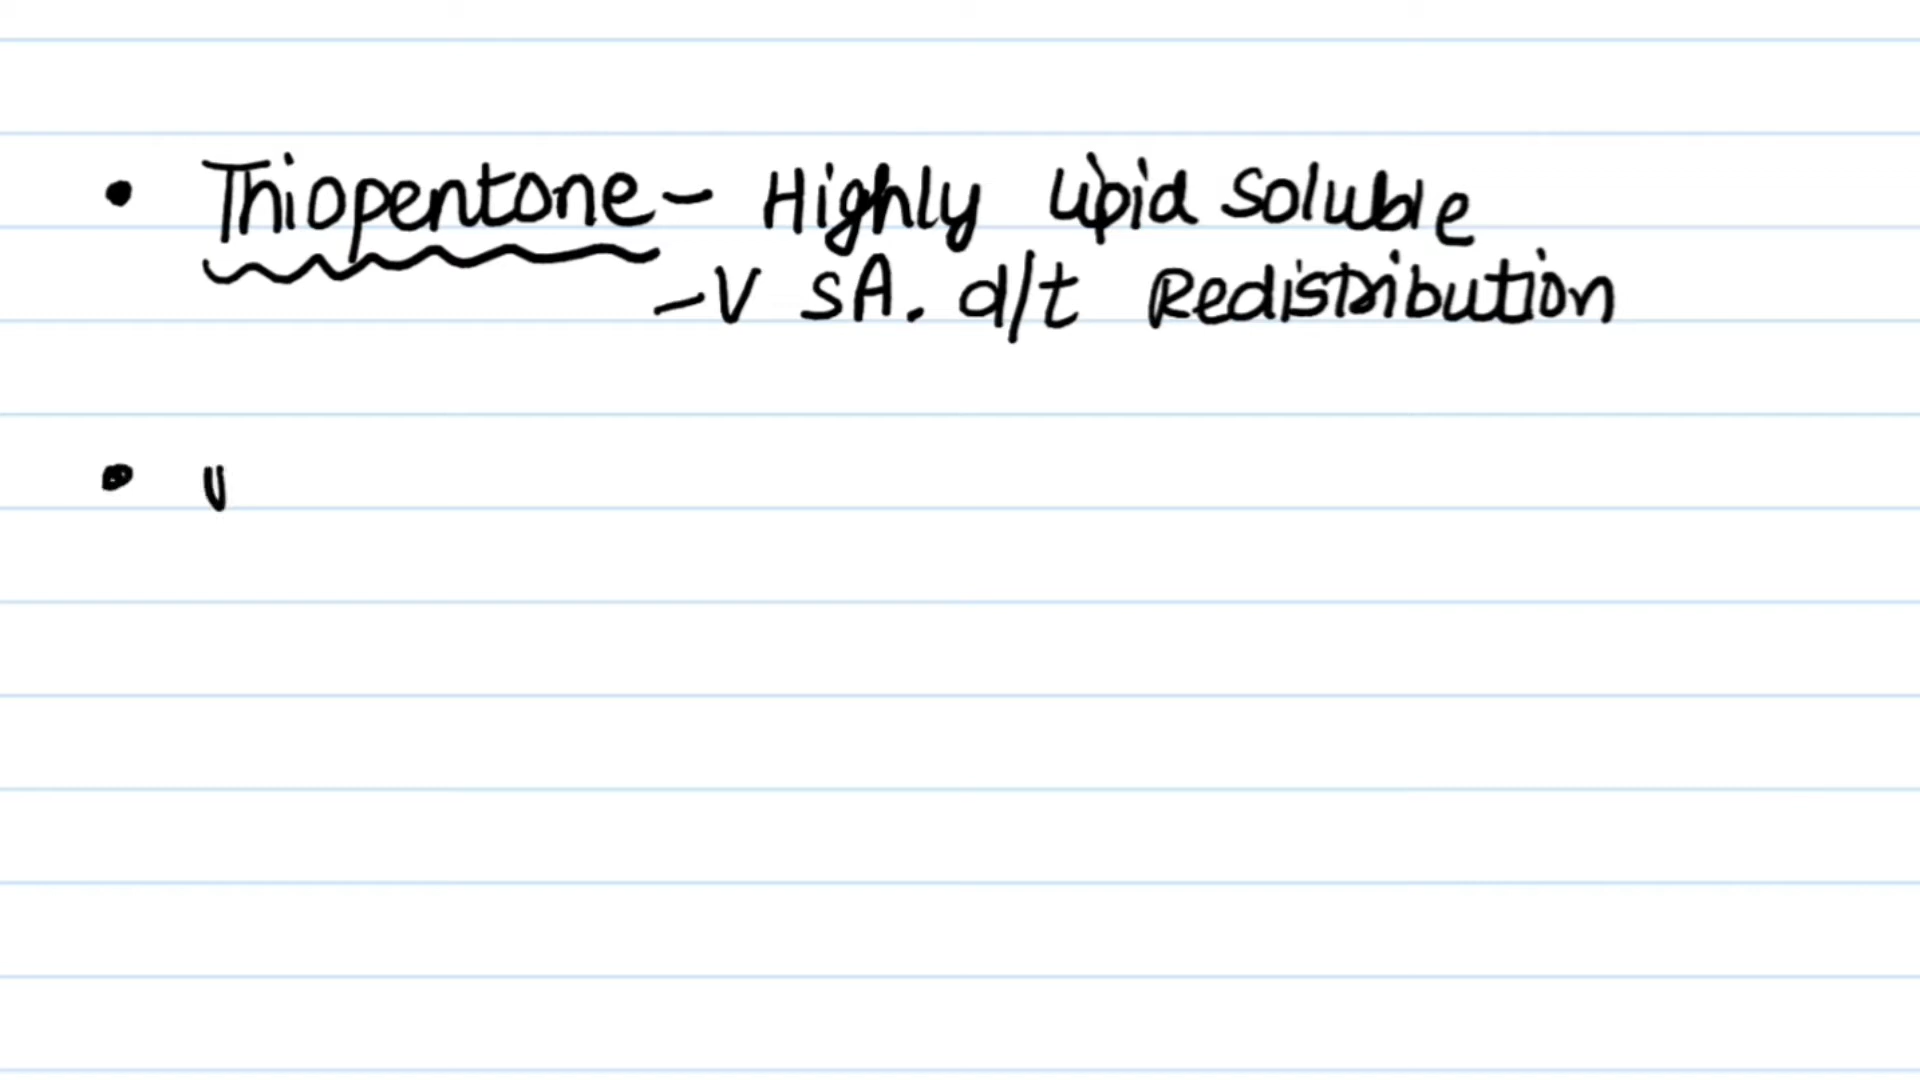 • Thiopentone - Highly Lipid Soluble
- V SA. d/t Redistribution
•